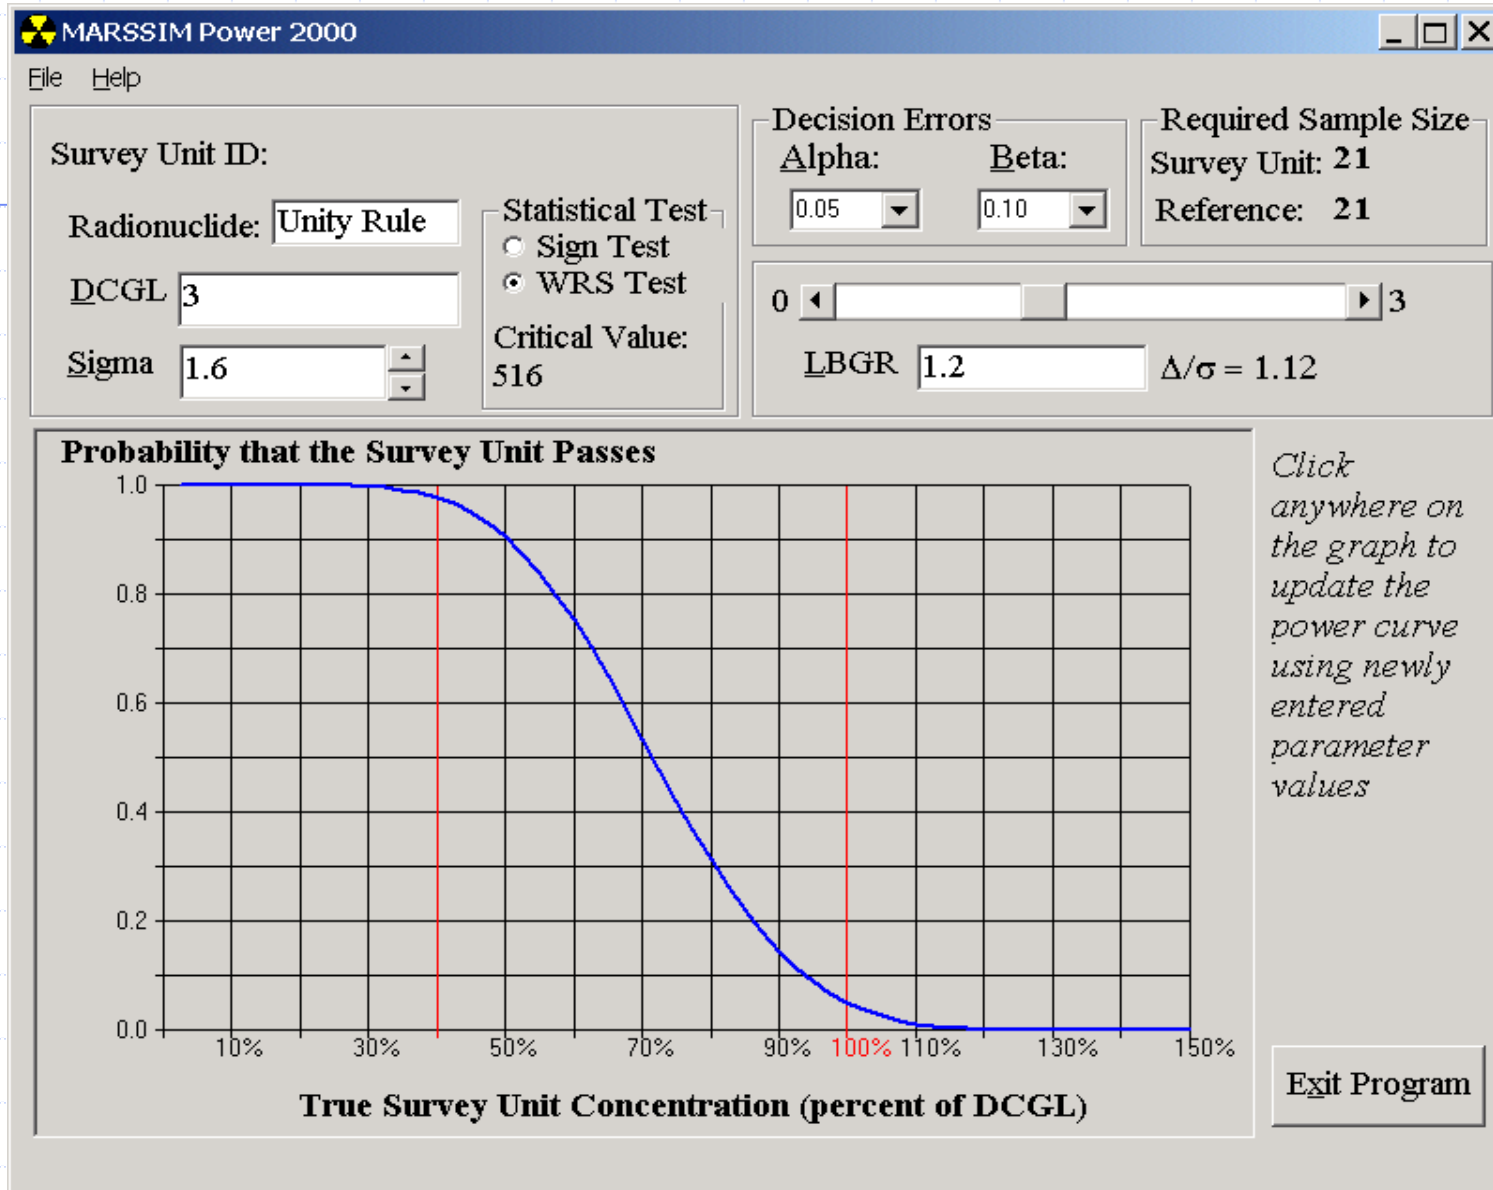 MARSSIM Power 2000
File Help
Survey Unit ID:
Radionuclide: Unity Rule
DCGL 3
Sigma 1.6
Statistical Test
Sign Test
WRS Test
Critical Value:
516
Decision Errors
Alpha: Beta:
0.05 0.10
Required Sample Size
Survey Unit: 21
Reference: 21
0 3
LBGR 1.2 Δ/σ = 1.12
Probability that the Survey Unit Passes
1.0
0.8
0.6
0.4
0.2
0.0
10% 30% 50% 70% 90% 100% 110% 130% 150%
True Survey Unit Concentration (percent of DCGL)
Click
anywhere on
the graph to
update the
power curve
using newly
entered
parameter
values
Exit Program